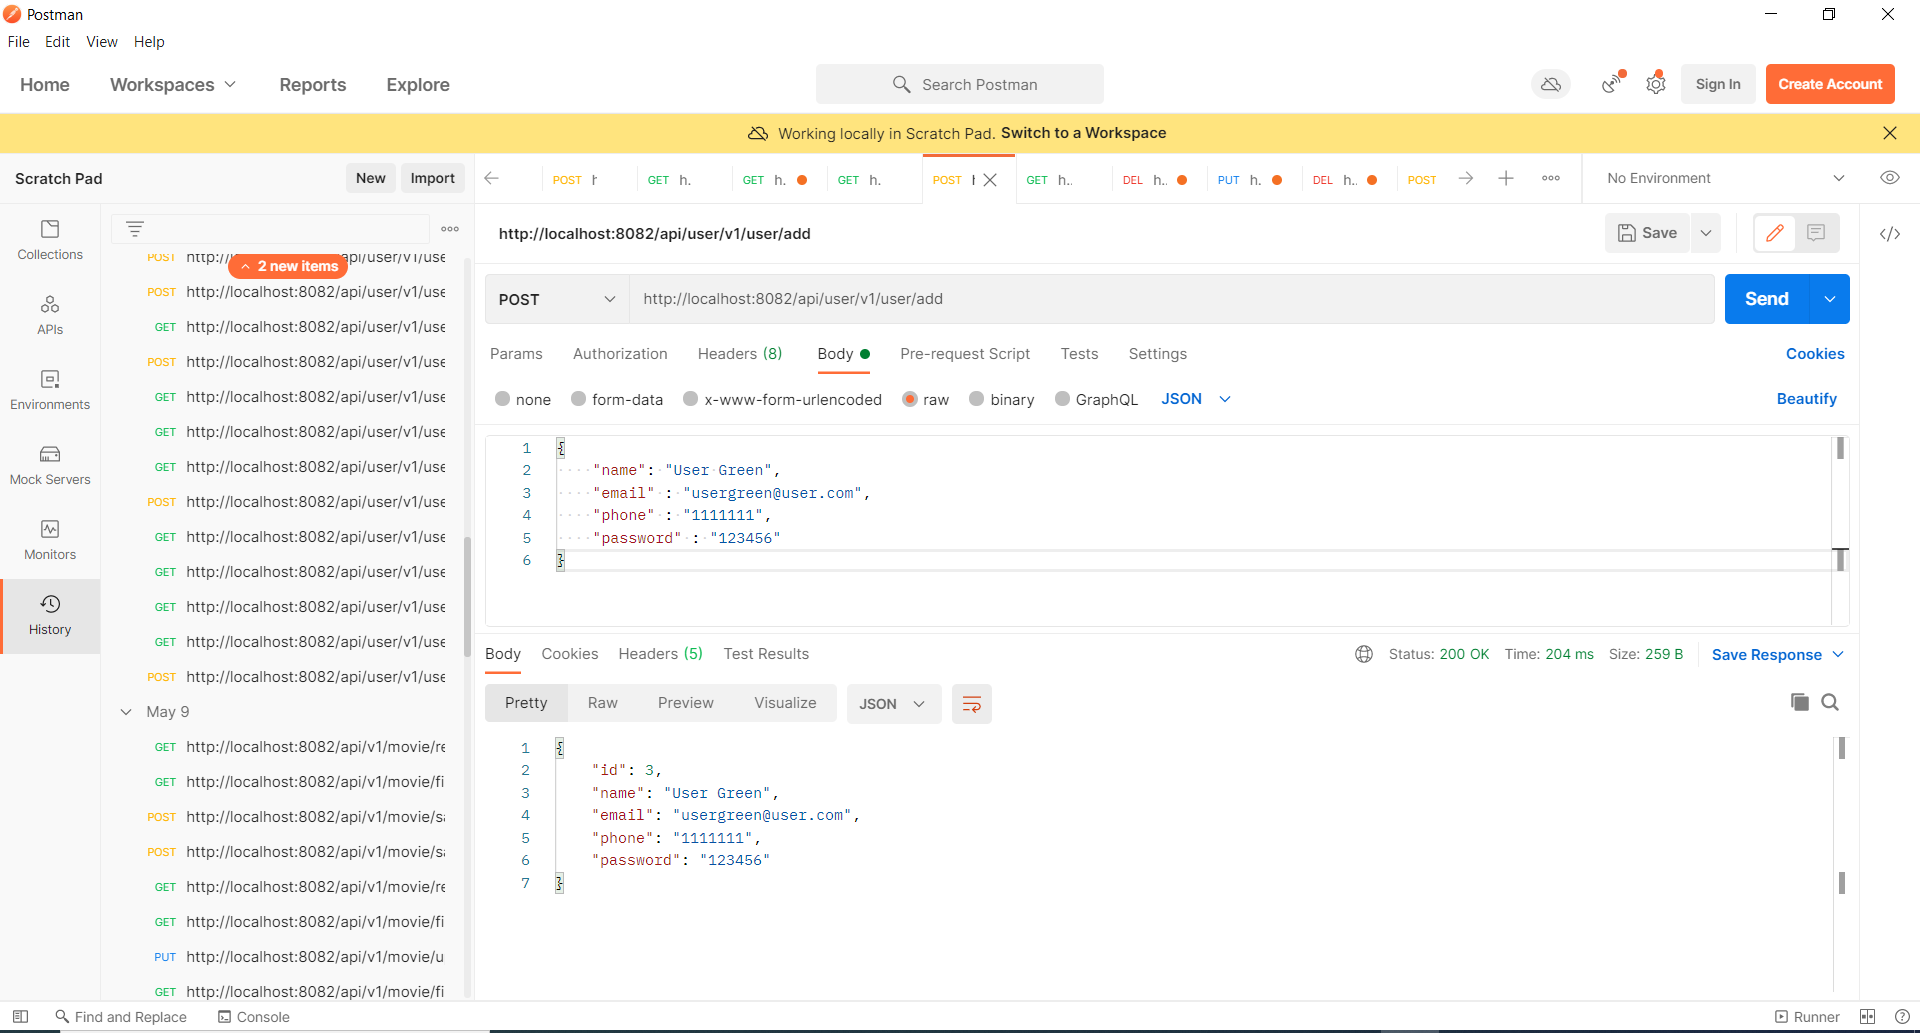 Postman
File Edit View Help
Home Workspaces Reports Explore Search Postman Sign In Create Account
Working locally in Scratch Pad. Switch to a Workspace
Scratch Pad New Import
POST GET h. GET h. GET h. POST GET h.. DEL h.. PUT h. DEL h.. POST No Environment
Collections
APIs
Environments
Mock Servers
Monitors
History
2 new items
POST http://localhost:8082/api/user/v1/use
GET http://localhost:8082/api/user/v1/use
POST http://localhost:8082/api/user/v1/use
GET http://localhost:8082/api/user/v1/use
GET http://localhost:8082/api/user/v1/use
GET http://localhost:8082/api/user/v1/use
POST http://localhost:8082/api/user/v1/use
GET http://localhost:8082/api/user/v1/use
GET http://localhost:8082/api/user/v1/use
GET http://localhost:8082/api/user/v1/use
GET http://localhost:8082/api/user/v1/use
POST http://localhost:8082/api/user/v1/use
May 9
GET http://localhost:8082/api/v1/movie/re
GET http://localhost:8082/api/v1/movie/fi
POST http://localhost:8082/api/v1/movie/sa
POST http://localhost:8082/api/v1/movie/sa
GET http://localhost:8082/api/v1/movie/re
GET http://localhost:8082/api/v1/movie/fi
PUT http://localhost:8082/api/v1/movie/u
GET http://localhost:8082/api/v1/movie/fi
http://localhost:8082/api/user/v1/user/add Save
POST http://localhost:8082/api/user/v1/user/add Send
Params Authorization Headers (8) Body Pre-request Script Tests Settings Cookies
none form-data x-www-form-urlencoded raw binary GraphQL JSON Beautify
1 {
2 "name": "User Green",
3 "email" : "usergreen@user.com",
4 "phone" : "1111111",
5 "password" : "123456"
6 }
Body Cookies Headers (5) Test Results Status: 200 OK Time: 204 ms Size: 259 B Save Response
Pretty Raw Preview Visualize JSON
1 {
2 "id": 3,
3 "name": "User Green",
4 "email": "usergreen@user.com",
5 "phone": "1111111",
6 "password": "123456"
7 }
Find and Replace Console Runner